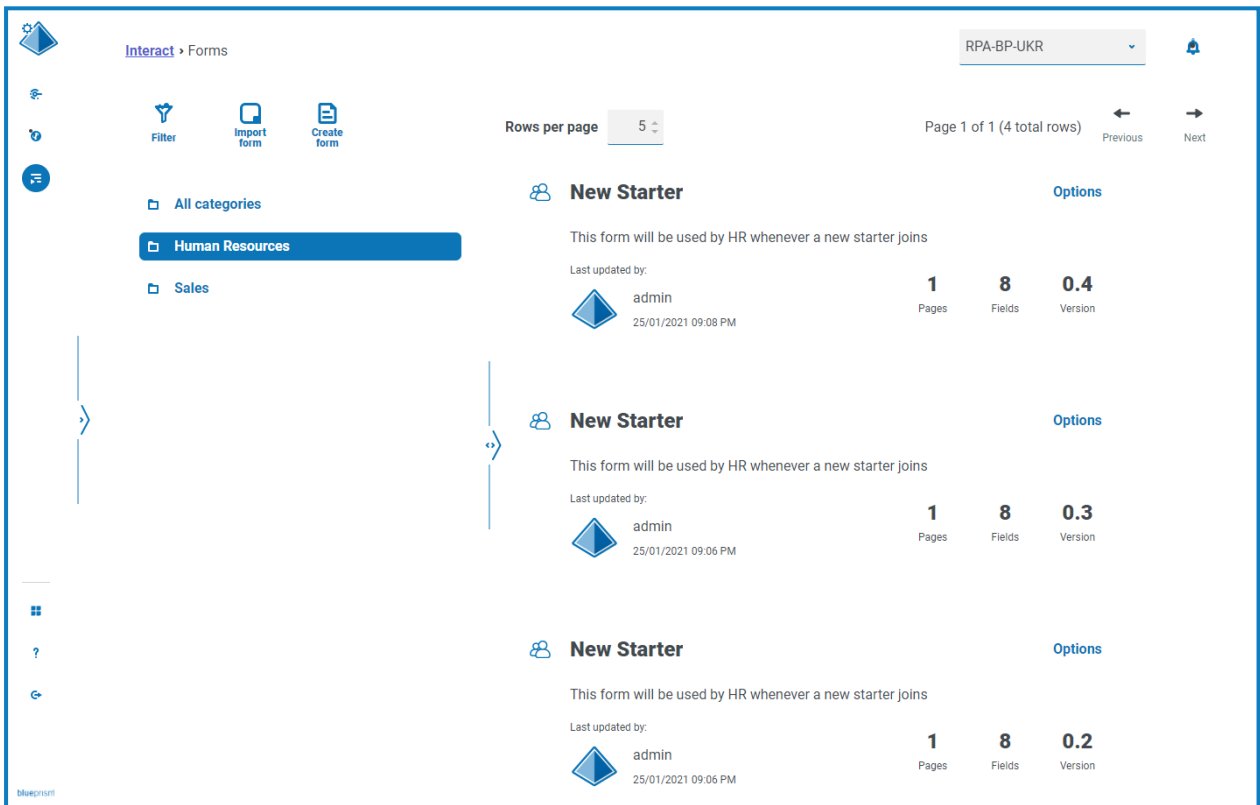 Interact › Forms
RPA-BP-UKR
Filter
Import
form
Create
form
Rows per page 5
Page 1 of 1 (4 total rows)
Previous
Next
All categories
Human Resources
Sales
New Starter
Options
This form will be used by HR whenever a new starter joins
Last updated by:
admin
25/01/2021 09:08 PM
1
Pages
8
Fields
0.4
Version
New Starter
Options
This form will be used by HR whenever a new starter joins
Last updated by:
admin
25/01/2021 09:06 PM
1
Pages
8
Fields
0.3
Version
New Starter
Options
This form will be used by HR whenever a new starter joins
Last updated by:
admin
25/01/2021 09:06 PM
1
Pages
8
Fields
0.2
Version
?
blueprism